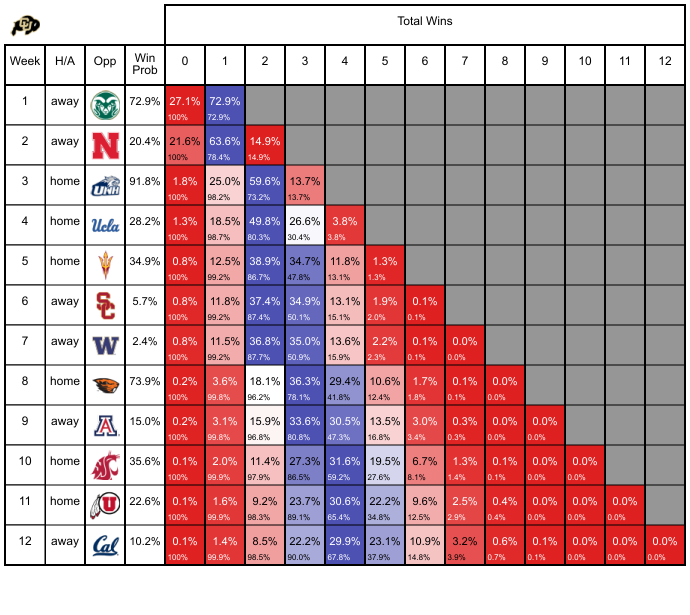 Total Wins
Week H/A Opp Win Prob 0 1 2 3 4 5 6 7 8 9 10 11 12
1 away 72.9% 27.1% 72.9%
100% 72.9%
2 away N 20.4% 21.6% 63.6% 14.9%
100% 78.4% 14.9%
3 home UNH 91.8% 1.8% 25.0% 59.6% 13.7%
100% 98.2% 73.2% 13.7%
4 home Ucla 28.2% 1.3% 18.5% 49.8% 26.6% 3.8%
100% 98.7% 80.3% 30.4% 3.8%
5 home 34.9% 0.8% 12.5% 38.9% 34.7% 11.8% 1.3%
100% 99.2% 86.7% 47.8% 13.1% 1.3%
6 away SC 5.7% 0.8% 11.8% 37.4% 34.9% 13.1% 1.9% 0.1%
100% 99.2% 87.4% 50.1% 15.1% 2.0% 0.1%
7 away W 2.4% 0.8% 11.5% 36.8% 35.0% 13.6% 2.2% 0.1% 0.0%
100% 99.2% 87.7% 50.9% 15.9% 2.3% 0.1% 0.0%
8 home 73.9% 0.2% 3.6% 18.1% 36.3% 29.4% 10.6% 1.7% 0.1% 0.0%
100% 99.8% 96.2% 78.1% 41.8% 12.4% 1.8% 0.1% 0.0%
9 away A 15.0% 0.2% 3.1% 15.9% 33.6% 30.5% 13.5% 3.0% 0.3% 0.0% 0.0%
100% 99.8% 96.8% 80.8% 47.3% 16.8% 3.4% 0.3% 0.0% 0.0%
10 home 35.6% 0.1% 2.0% 11.4% 27.3% 31.6% 19.5% 6.7% 1.3% 0.1% 0.0% 0.0%
100% 99.9% 97.9% 86.5% 59.2% 27.6% 8.1% 1.4% 0.1% 0.0% 0.0%
11 home U 22.6% 0.1% 1.6% 9.2% 23.7% 30.6% 22.2% 9.6% 2.5% 0.4% 0.0% 0.0% 0.0%
100% 99.9% 98.3% 89.1% 65.4% 34.8% 12.5% 2.9% 0.4% 0.0% 0.0% 0.0%
12 away Cal 10.2% 0.1% 1.4% 8.5% 22.2% 29.9% 23.1% 10.9% 3.2% 0.6% 0.1% 0.0% 0.0% 0.0%
100% 99.9% 98.5% 90.0% 67.8% 37.9% 14.8% 3.9% 0.7% 0.1% 0.0% 0.0% 0.0%